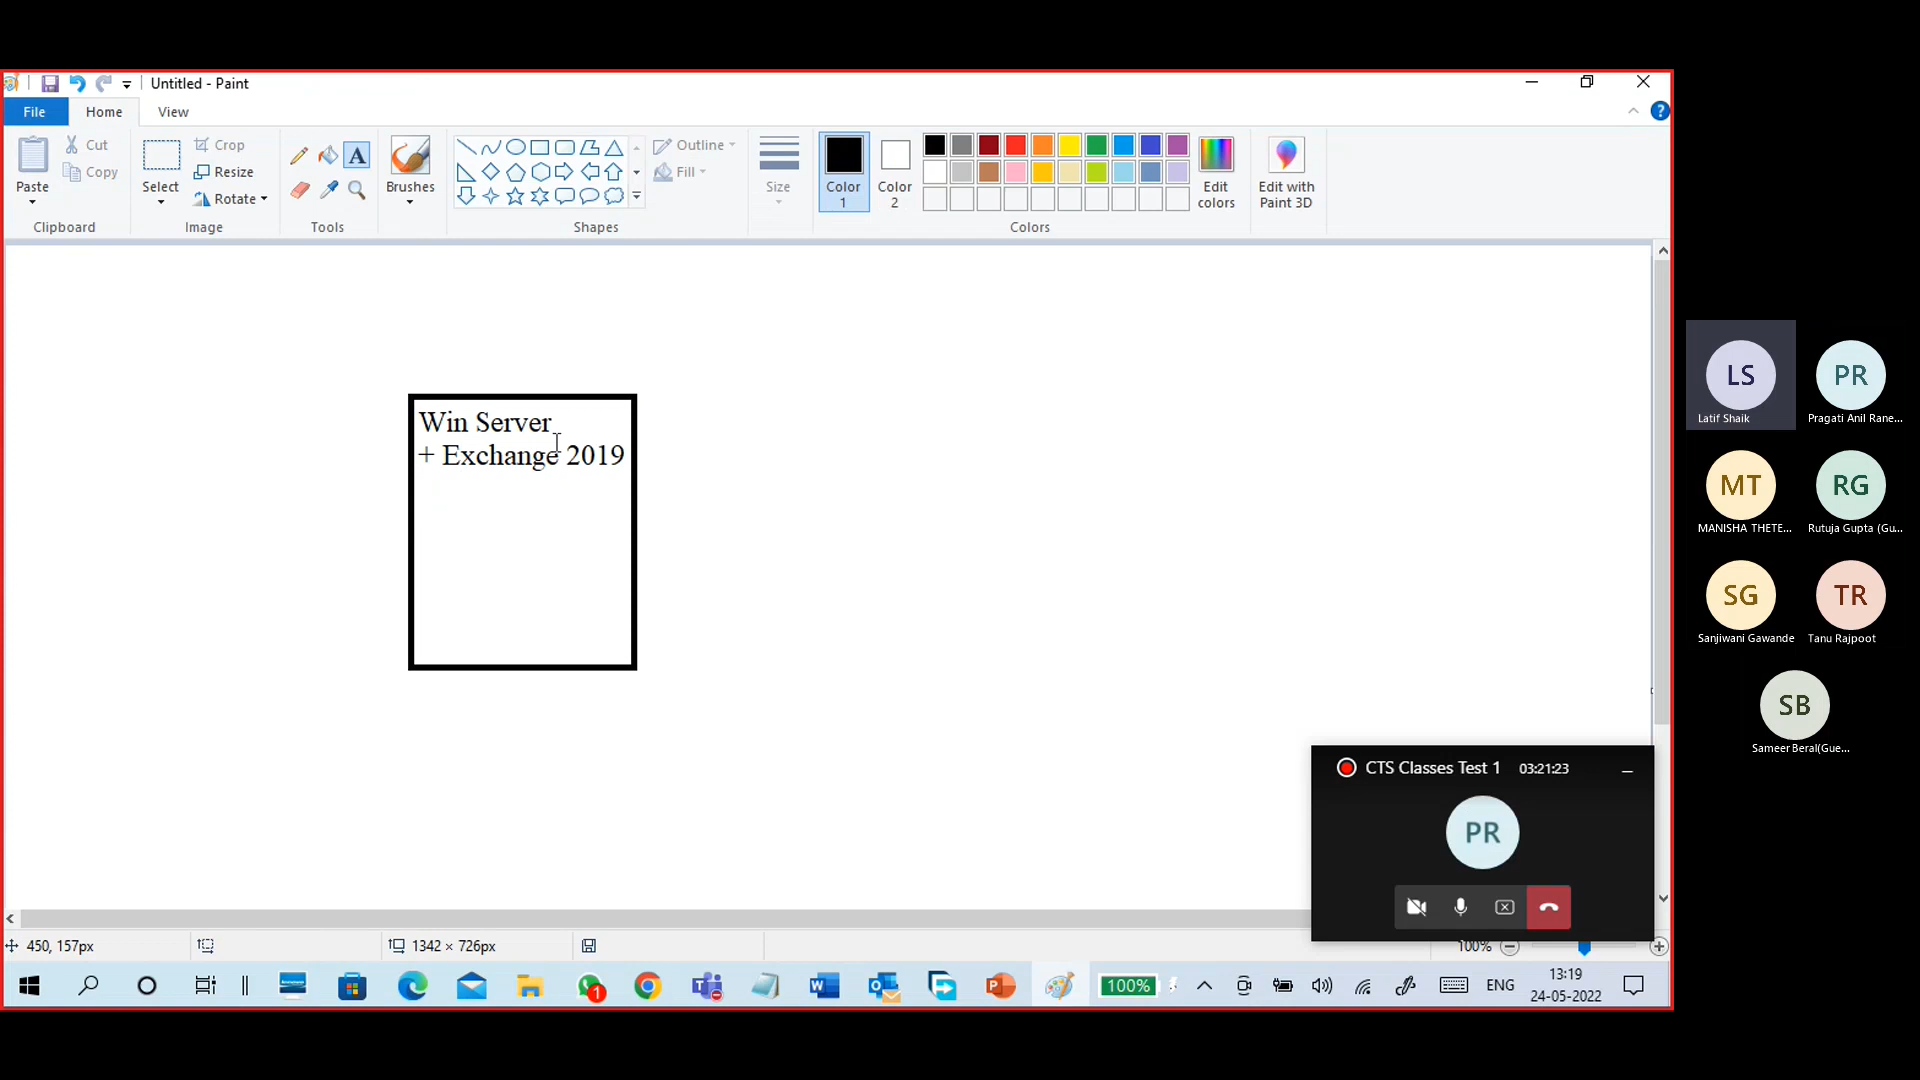 Untitled - Paint
File
Home
View
Paste
Cut
Copy
Clipboard
Select
Crop
Resize
Rotate
Image
A
Tools
Brushes
Shapes
Outline
Fill
Size
Color
1
Color
2
Edit
colors
Colors
Edit with
Paint 3D
?
Win Server
+ Exchange 2019
LS
Latif Shaik
PR
Pragati Anil Rane...
MT
MANISHA THETE...
RG
Rutuja Gupta (Gu...
SG
Sanjiwani Gawande
TR
Tanu Rajpoot
SB
Sameer Beral(Gue...
CTS Classes Test 1
03:21:23
PR
450, 157px
1342 × 726px
100%
1
100%
ENG
13:19
24-05-2022